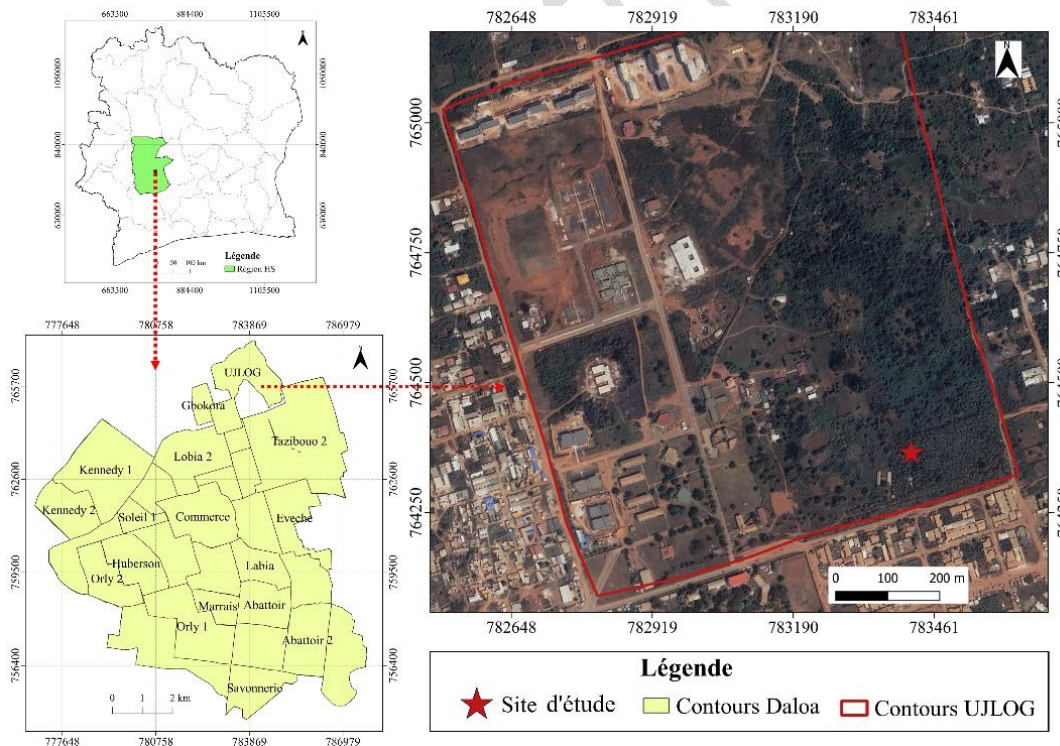 663300 884400 1105500
N
1050000 1050000
840000 840000
630000 630000
Légende
50 100 km
Région HS
663300 884400 1105500
777648 780758 783869 786979
765700 765700
UJLOG
Gbokora
Tazibouo 2
Lobia 2
Kennedy 1
762600 762600
Kennedy 2
Soleil 1
Commerce
Eveche
759500 759500
Huberson
Labia
Orly 2
Marrais
Abattoir
Orly 1
Abattoir 2
756400 756400
Savonnerie
0 1 2 km
777648 780758 783869 786979
782648 782919 783190 783461
N
765000
764750
764500
764250
0 100 200 m
782648 782919 783190 783461
Légende
Site d'étude
Contours Daloa
Contours UJLOG